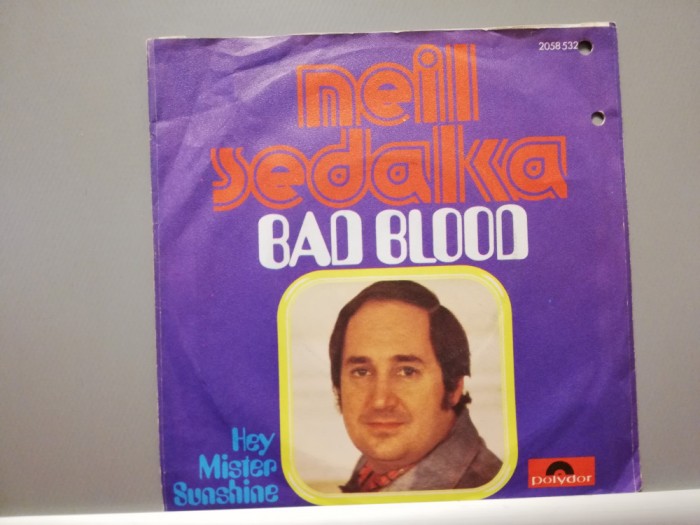 2058 532
neil
sedaka
BAD BLOOD
Hey
Mister
Sunshine
polydor